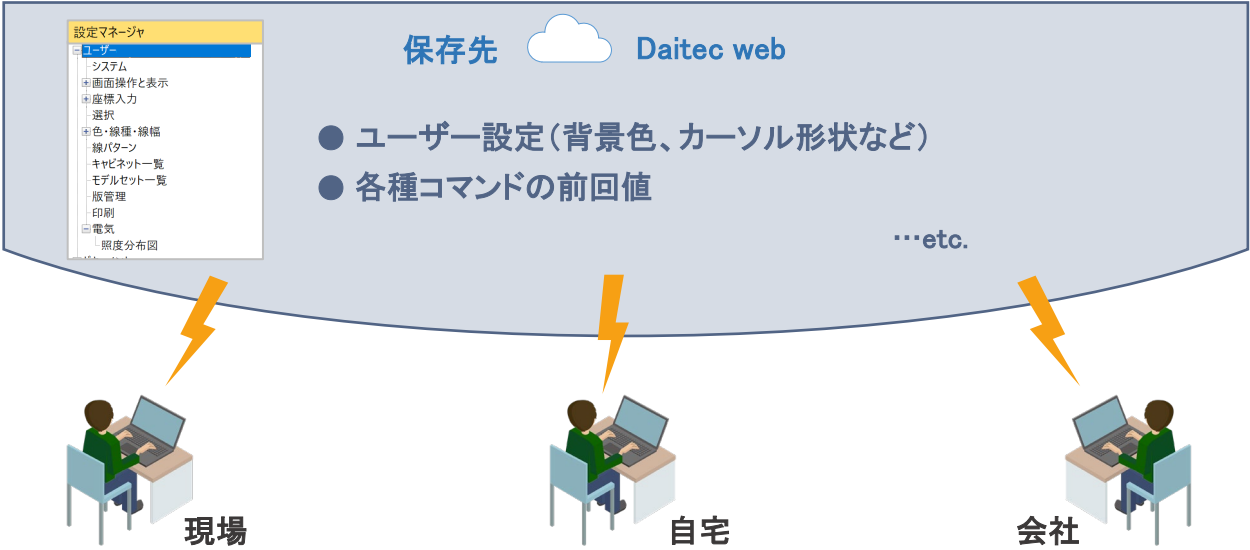 設定マネージャ
ユーザー
システム
画面操作と表示
座標入力
選択
色・線種・線幅
線パターン
キャビネット一覧
モデルセット一覧
版管理
印刷
電気
照度分布図
保存先 Daitec web
● ユーザー設定（背景色、カーソル形状など）
● 各種コマンドの前回値
…etc.
現場
自宅
会社